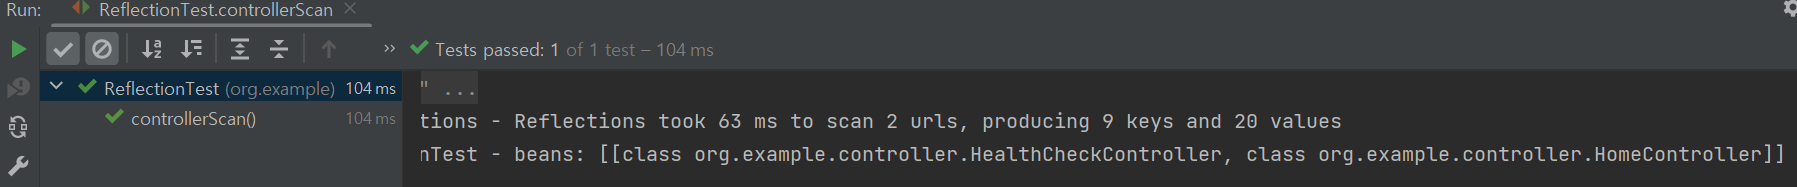 Run: ReflectionTest.controllerScan
Tests passed: 1 of 1 test – 104 ms
ReflectionTest (org.example) 104 ms
controllerScan() 104 ms
" ...
tions - Reflections took 63 ms to scan 2 urls, producing 9 keys and 20 values
nTest - beans: [[class org.example.controller.HealthCheckController, class org.example.controller.HomeController]]